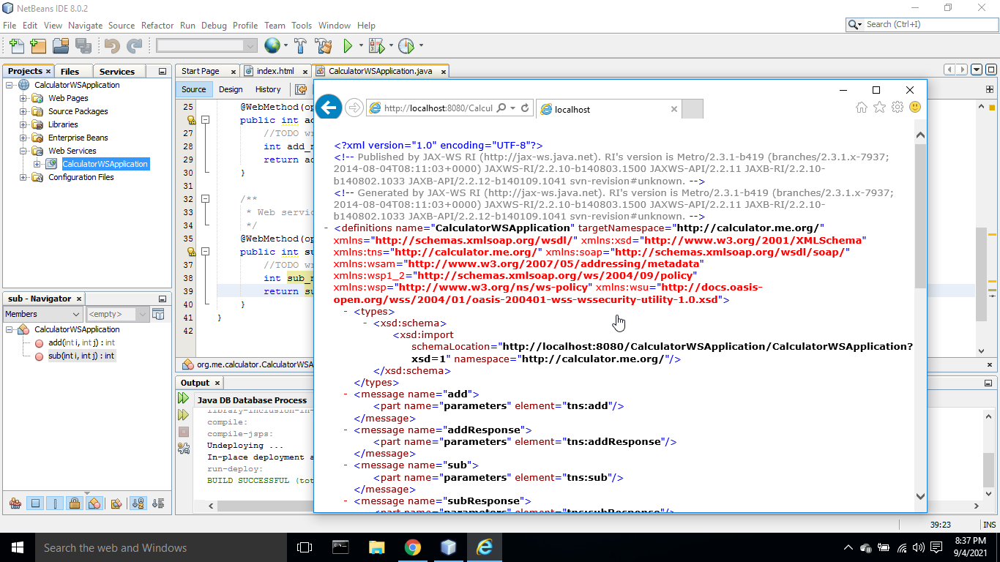 NetBeans IDE 8.0.2
File Edit View Navigate Source Refactor Run Debug Profile Team Tools Window Help
Search (Ctrl+I)
Projects Files Services
CalculatorWSApplication
Web Pages
Source Packages
Libraries
Enterprise Beans
Web Services
CalculatorWSApplication
Configuration Files
sub - Navigator
Members <empty>
CalculatorWSApplication
add(int i, int j) : int
sub(int i, int j) : int
Start Page index.html CalculatorWSApplication.java
Source Design History
25 @WebMethod(op
public int ad
27 //TODO wr
28 int add_r
29 return ad
30 }
31
32 /**
33 * Web servic
34 */
35 @WebMethod(op
public int su
37 //TODO wr
38 int sub_r
39 return su
40 }
41 }
42
org.me.calculator.CalculatorWSA
Output
Java DB Database Process
library-inclusion-in-
compile:
compile-jsps:
Undeploying ...
In-place deployment a
run-deploy:
BUILD SUCCESSFUL (tot
http://localhost:8080/Calcul
localhost
<?xml version="1.0" encoding="UTF-8"?>
<!-- Published by JAX-WS RI (http://jax-ws.java.net). RI's version is Metro/2.3.1-b419 (branches/2.3.1.x-7937;
2014-08-04T08:11:03+0000) JAXWS-RI/2.2.10-b140803.1500 JAXWS-API/2.2.11 JAXB-RI/2.2.10-
b140802.1033 JAXB-API/2.2.12-b140109.1041 svn-revision#unknown. -->
<!-- Generated by JAX-WS RI (http://jax-ws.java.net). RI's version is Metro/2.3.1-b419 (branches/2.3.1.x-7937;
2014-08-04T08:11:03+0000) JAXWS-RI/2.2.10-b140803.1500 JAXWS-API/2.2.11 JAXB-RI/2.2.10-
b140802.1033 JAXB-API/2.2.12-b140109.1041 svn-revision#unknown. -->
- <definitions name="CalculatorWSApplication" targetNamespace="http://calculator.me.org/"
xmlns="http://schemas.xmlsoap.org/wsdl/" xmlns:xsd="http://www.w3.org/2001/XMLSchema"
xmlns:tns="http://calculator.me.org/" xmlns:soap="http://schemas.xmlsoap.org/wsdl/soap/"
xmlns:wsam="http://www.w3.org/2007/05/addressing/metadata"
xmlns:wsp1_2="http://schemas.xmlsoap.org/ws/2004/09/policy"
xmlns:wsp="http://www.w3.org/ns/ws-policy" xmlns:wsu="http://docs.oasis-
open.org/wss/2004/01/oasis-200401-wss-wssecurity-utility-1.0.xsd">
- <types>
- <xsd:schema>
<xsd:import
schemaLocation="http://localhost:8080/CalculatorWSApplication/CalculatorWSApplication?
xsd=1" namespace="http://calculator.me.org/"/>
</xsd:schema>
</types>
- <message name="add">
<part name="parameters" element="tns:add"/>
</message>
- <message name="addResponse">
<part name="parameters" element="tns:addResponse"/>
</message>
- <message name="sub">
<part name="parameters" element="tns:sub"/>
</message>
- <message name="subResponse">
<part name="parameters" element="tns:subResponse"/>
39:23 INS
Search the web and Windows
8:37 PM
9/4/2021